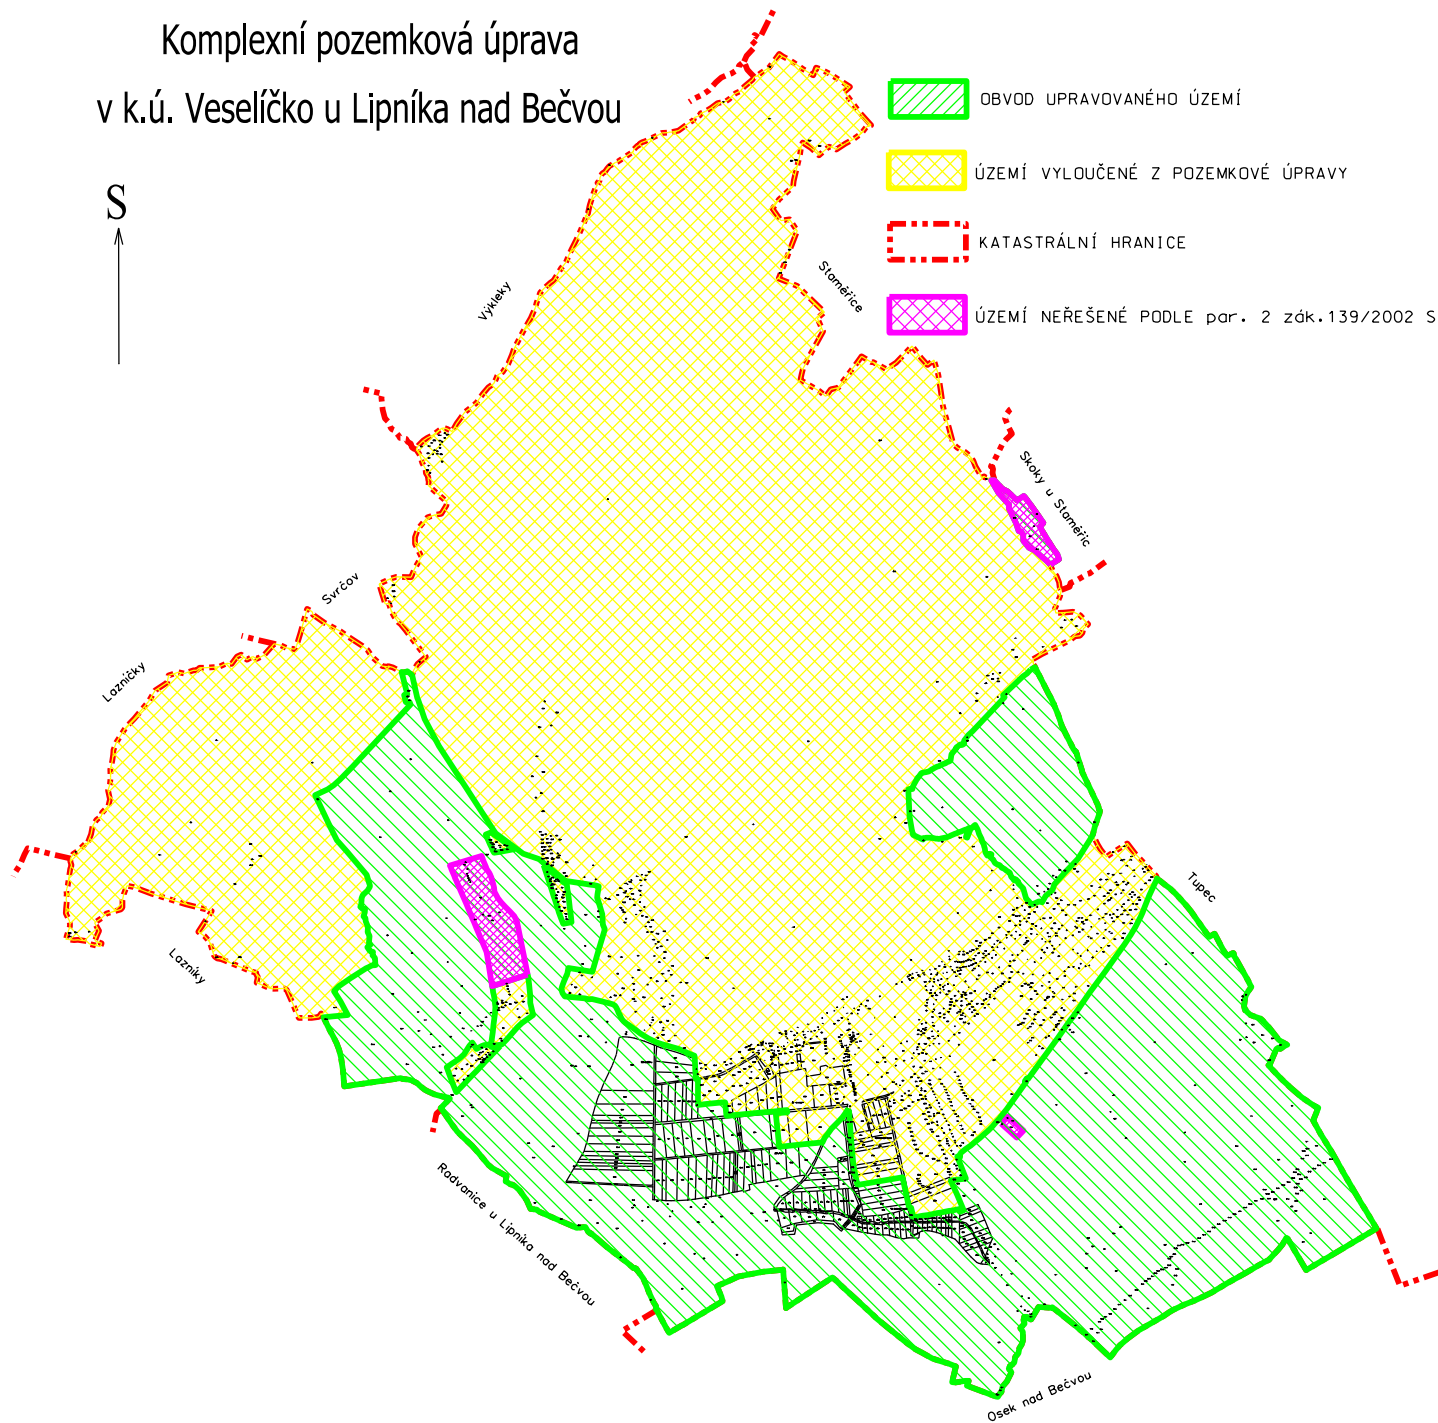 Komplexní pozemková úprava
v k.ú. Veselíčko u Lipníka nad Bečvou
S
OBVOD UPRAVOVANÉHO ÚZEMÍ
ÚZEMÍ VYLOUČENÉ Z POZEMKOVÉ ÚPRAVY
KATASTRÁLNÍ HRANICE
ÚZEMÍ NEŘEŠENÉ PODLE par. 2 zák.139/2002 S
Výkleky
Staměřice
Skoky u Staměřic
Svrčov
Lazničky
Lazníky
Tupec
Radvanice u Lipníka nad Bečvou
Osek nad Bečvou